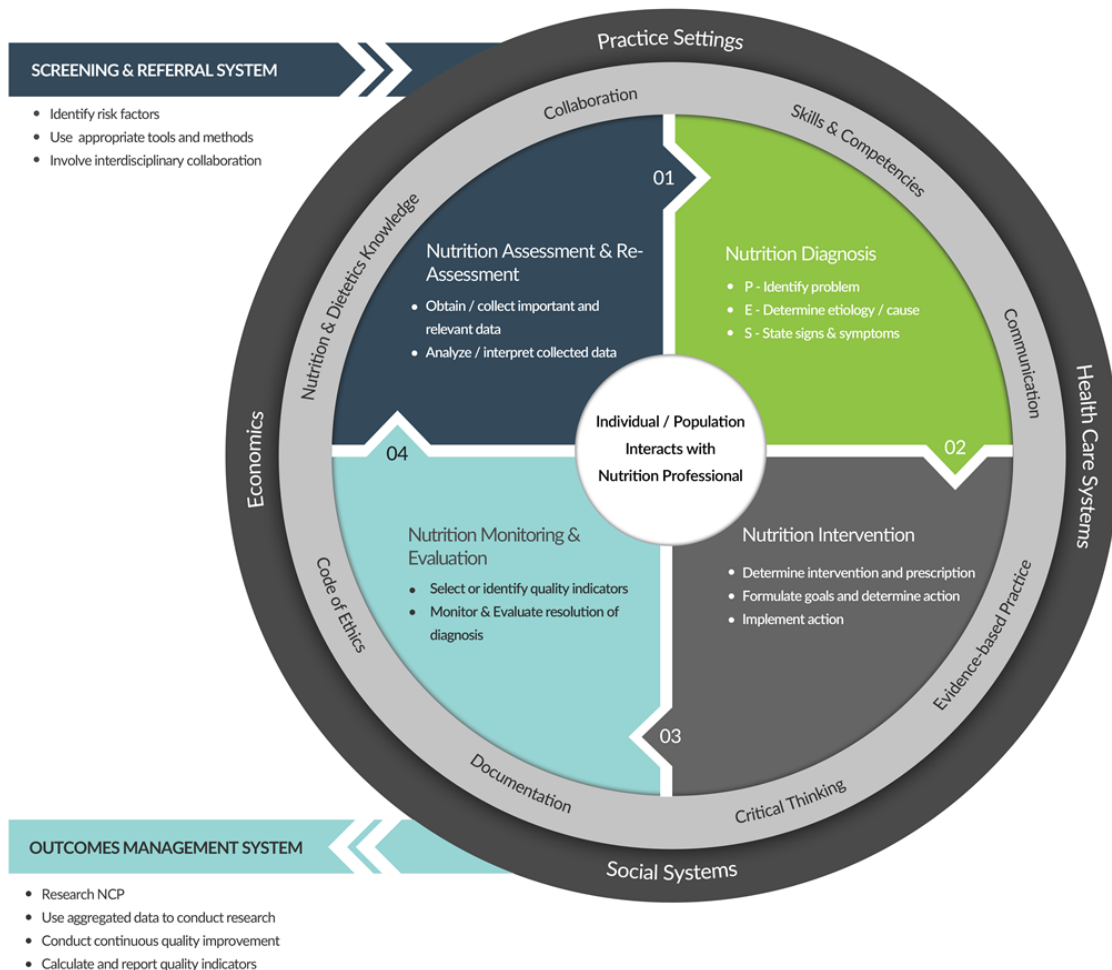 Practice Settings
SCREENING & REFERRAL SYSTEM
Identify risk factors
Use appropriate tools and methods
Involve interdisciplinary collaboration
Collaboration
Skills & Competencies
Communication
Evidence-based Practice
Critical Thinking
Documentation
Code of Ethics
Nutrition & Dietetics Knowledge
Health Care Systems
Social Systems
Economics
01
Nutrition Assessment & Re-
Assessment
Obtain / collect important and
relevant data
Analyze / interpret collected data
Nutrition Diagnosis
P - Identify problem
E - Determine etiology / cause
S - State signs & symptoms
02
Individual / Population
Interacts with
Nutrition Professional
Nutrition Intervention
Determine intervention and prescription
Formulate goals and determine action
Implement action
03
04
Nutrition Monitoring &
Evaluation
Select or identify quality indicators
Monitor & Evaluate resolution of
diagnosis
OUTCOMES MANAGEMENT SYSTEM
Research NCP
Use aggregated data to conduct research
Conduct continuous quality improvement
Calculate and report quality indicators